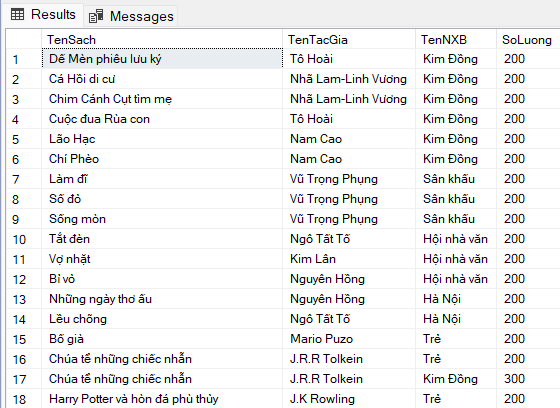 Results Messages
TenSach TenTacGia TenNXB SoLuong
1 Dế Mèn phiêu lưu ký Tô Hoài Kim Đồng 200
2 Cá Hồi di cư Nhã Lam-Linh Vương Kim Đồng 200
3 Chim Cánh Cụt tìm mẹ Nhã Lam-Linh Vương Kim Đồng 200
4 Cuộc đua Rùa con Tô Hoài Kim Đồng 200
5 Lão Hạc Nam Cao Kim Đồng 200
6 Chí Phèo Nam Cao Kim Đồng 200
7 Làm đĩ Vũ Trọng Phụng Sân khấu 200
8 Số đỏ Vũ Trọng Phụng Sân khấu 200
9 Sống mòn Vũ Trọng Phụng Sân khấu 200
10 Tắt đèn Ngô Tất Tố Hội nhà văn 200
11 Vợ nhặt Kim Lân Hội nhà văn 200
12 Bỉ vỏ Nguyên Hồng Hội nhà văn 200
13 Những ngày thơ ấu Nguyên Hồng Hà Nội 200
14 Lều chõng Ngô Tất Tố Hà Nội 200
15 Bố già Mario Puzo Trẻ 200
16 Chúa tể những chiếc nhẫn J.R.R Tolkein Trẻ 200
17 Chúa tể những chiếc nhẫn J.R.R Tolkein Kim Đồng 300
18 Harry Potter và hòn đá phù thủy J.K Rowling Trẻ 200